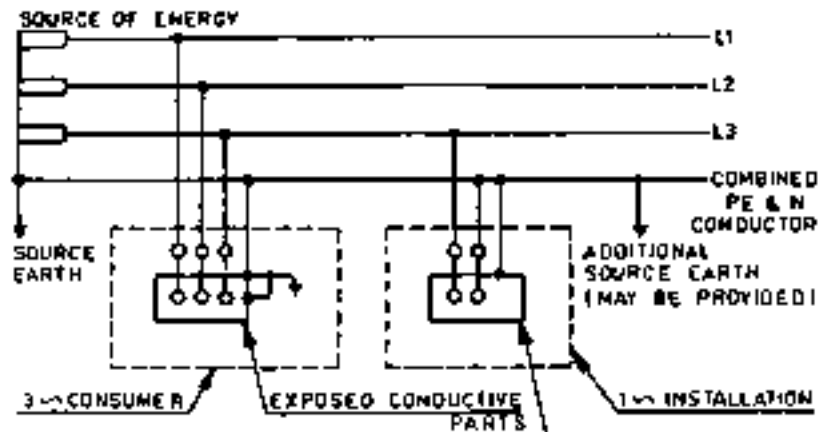 SOURCE OF ENERGY
L1
L2
L3
COMBINED
PE & N
CONDUCTOR
SOURCE
EARTH
ADDITIONAL
SOURCE EARTH
(MAY BE PROVIDED)
3~CONSUMER
EXPOSED CONDUCTIVE
PARTS
1~INSTALLATION